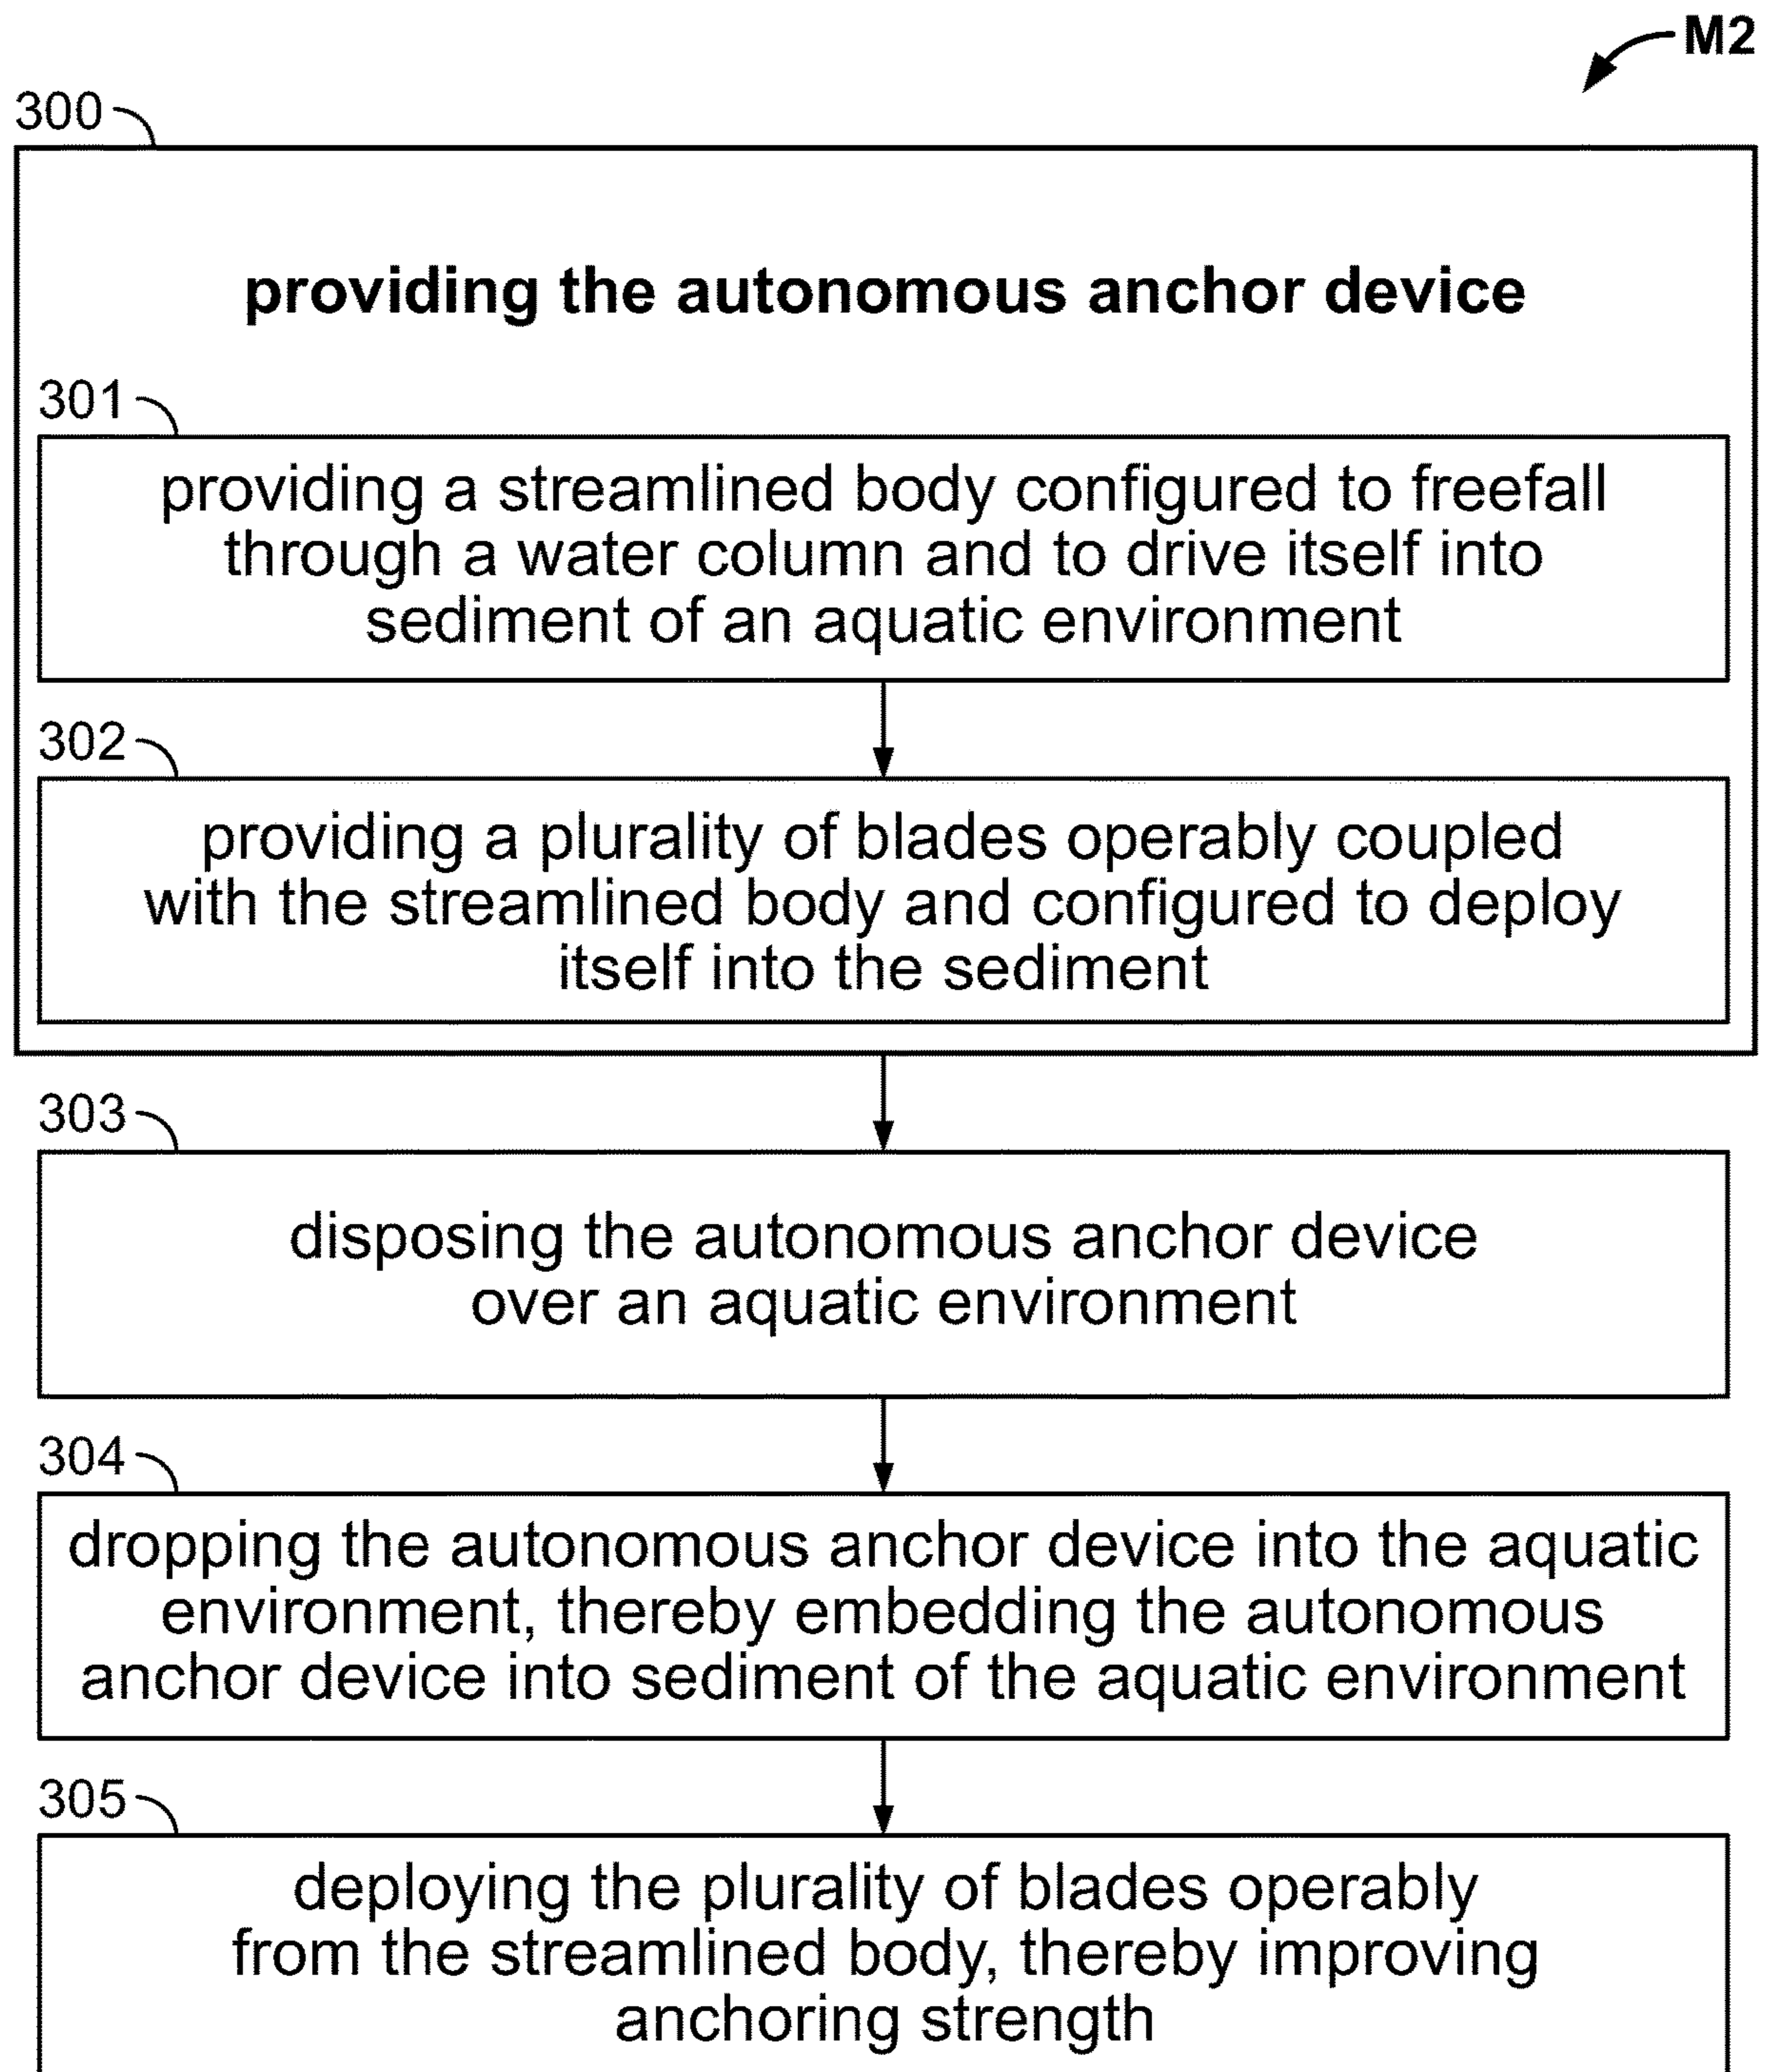 M2
300
providing the autonomous anchor device
301
providing a streamlined body configured to freefall
through a water column and to drive itself into
sediment of an aquatic environment
302
providing a plurality of blades operably coupled
with the streamlined body and configured to deploy
itself into the sediment
303
disposing the autonomous anchor device
over an aquatic environment
304
dropping the autonomous anchor device into the aquatic
environment, thereby embedding the autonomous
anchor device into sediment of the aquatic environment
305
deploying the plurality of blades operably
from the streamlined body, thereby improving
anchoring strength